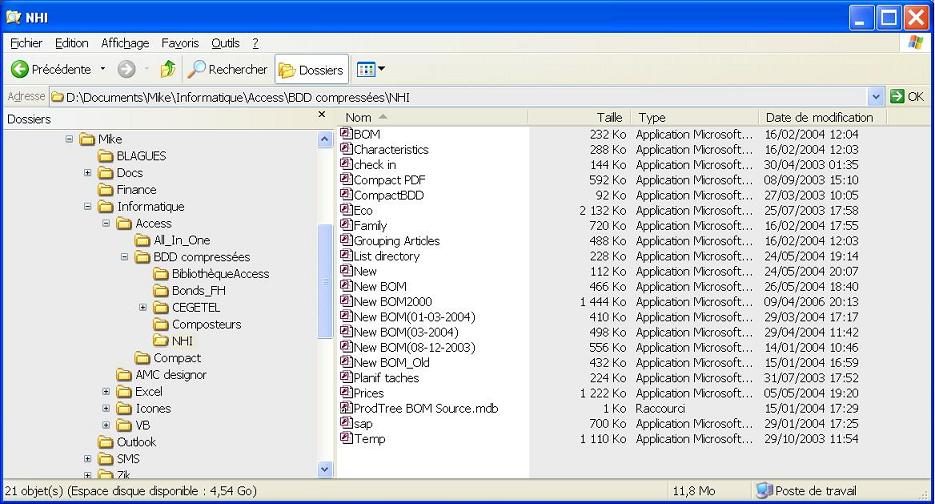 NHI
Fichier Edition Affichage Favoris Outils ?
Précédente Rechercher Dossiers
Adresse D:\Documents\Mike\Informatique\Access\BDD compressées\NHI OK
Dossiers
Mike
BLAGUES
Docs
Finance
Informatique
Access
All_In_One
BDD compressées
BibliothèqueAccess
Bonds_FH
CEGETEL
Composteurs
NHI
Compact
AMC designor
Excel
Icones
VB
Outlook
SMS
Zik
Nom Taille Type Date de modification
BOM 232 Ko Application Microsoft... 16/02/2004 12:04
Characteristics 288 Ko Application Microsoft... 16/02/2004 12:03
check in 144 Ko Application Microsoft... 30/04/2003 01:35
Compact PDF 592 Ko Application Microsoft... 08/09/2003 15:10
CompactBDD 92 Ko Application Microsoft... 27/03/2003 10:05
Eco 2 132 Ko Application Microsoft... 25/07/2003 17:58
Family 720 Ko Application Microsoft... 16/02/2004 17:55
Grouping Articles 488 Ko Application Microsoft... 16/02/2004 12:03
List directory 228 Ko Application Microsoft... 24/05/2004 19:14
New 112 Ko Application Microsoft... 24/05/2004 20:07
New BOM 466 Ko Application Microsoft... 26/05/2004 18:40
New BOM2000 1 444 Ko Application Microsoft... 09/04/2006 20:13
New BOM(01-03-2004) 410 Ko Application Microsoft... 29/03/2004 17:17
New BOM(03-2004) 498 Ko Application Microsoft... 29/04/2004 11:42
New BOM(08-12-2003) 556 Ko Application Microsoft... 14/01/2004 10:46
New BOM_Old 432 Ko Application Microsoft... 15/01/2004 16:59
Planif taches 224 Ko Application Microsoft... 31/07/2003 17:52
Prices 1 222 Ko Application Microsoft... 05/05/2004 19:20
ProdTree BOM Source.mdb 1 Ko Raccourci 15/01/2004 17:29
sap 700 Ko Application Microsoft... 29/01/2004 17:25
Temp 1 110 Ko Application Microsoft... 29/10/2003 11:54
21 objet(s) (Espace disque disponible : 4,54 Go) 11,8 Mo Poste de travail